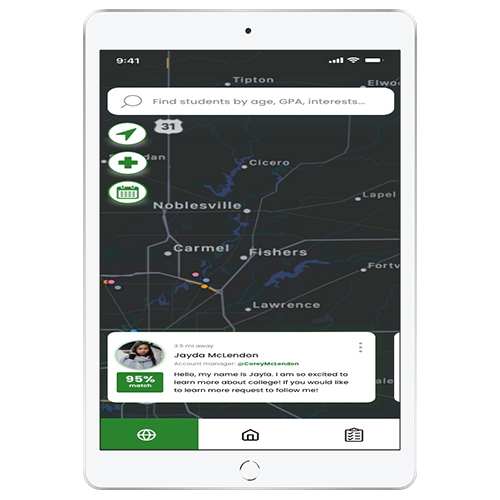 9:41
Tipton
Elwo
Find students by age, GPA, interests...
31
dan
Cicero
Lapel
Noblesville
Carmel
Fishers
Fortv
Lawrence
3.5 mi away
Jayda McLendon
Account manager: @CoreyMcLendon
95%
match
Hello, my name is Jayla. I am so excited to
learn more about college! If you would like
to learn more request to follow me!